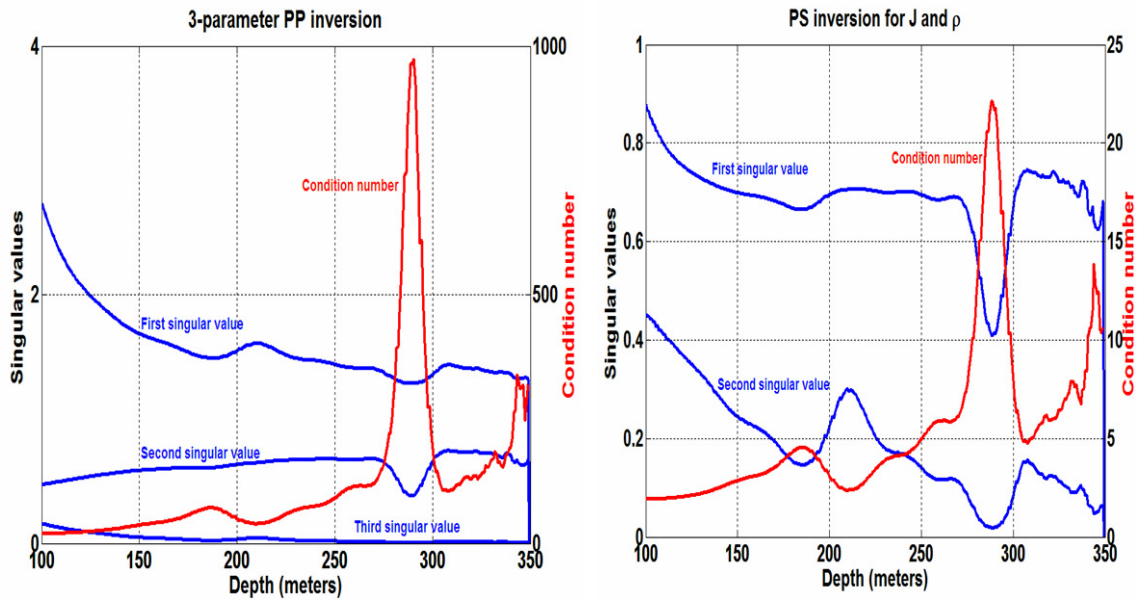 3-parameter PP inversion
4
2
0
1000
500
0
Singular values
Condition number
Condition number
First singular value
Second singular value
Third singular value
100
150
200
250
300
350
Depth (meters)
PS inversion for J and ρ
1
0.8
0.6
0.4
0.2
0
25
20
15
10
5
0
Singular values
Condition number
First singular value
Condition number
Second singular value
100
150
200
250
300
350
Depth (meters)